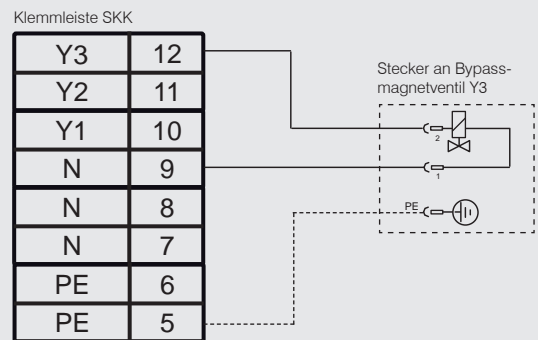 Klemmleiste SKK
Y3 12
Y2 11
Y1 10
N 9
N 8
N 7
PE 6
PE 5
Stecker an Bypass-
magnetventil Y3
2
1
PE